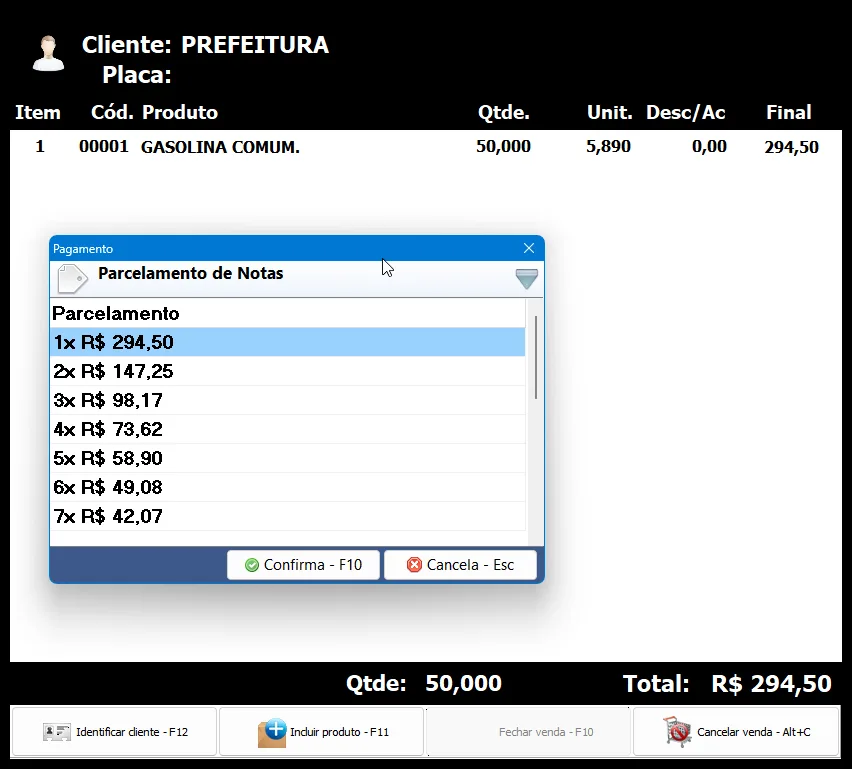 Cliente: PREFEITURA
Placa:
Item Cód. Produto Qtde. Unit. Desc/Ac Final
1 00001 GASOLINA COMUM. 50,000 5,890 0,00 294,50
Pagamento
Parcelamento de Notas
Parcelamento
1x R$ 294,50
2x R$ 147,25
3x R$ 98,17
4x R$ 73,62
5x R$ 58,90
6x R$ 49,08
7x R$ 42,07
Confirma - F10 Cancela - Esc
Qtde: 50,000 Total: R$ 294,50
Identificar cliente - F12 Incluir produto - F11 Fechar venda - F10 Cancelar venda - Alt+C